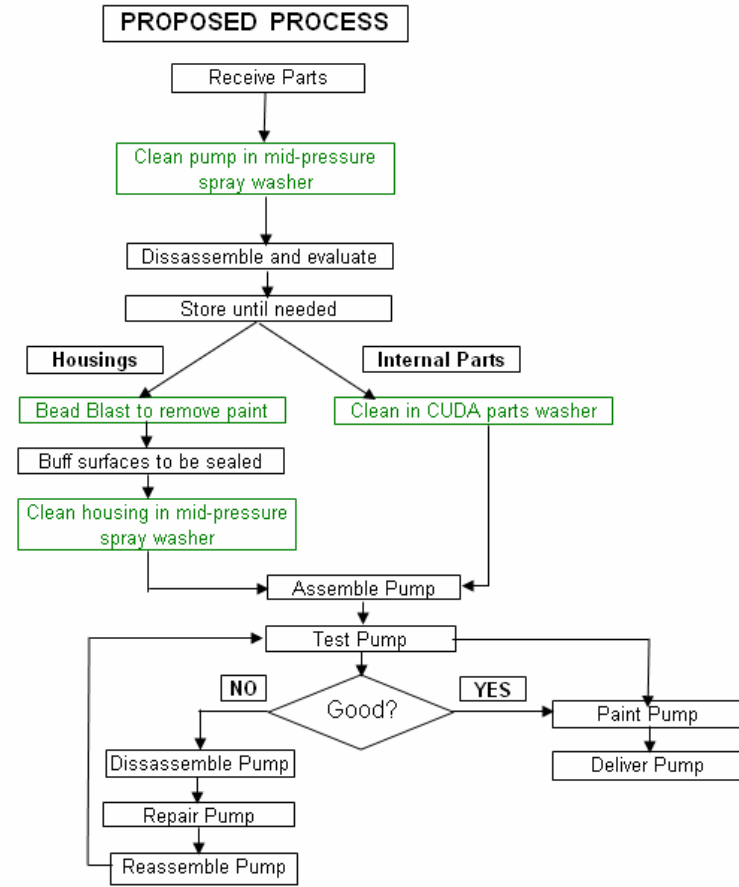 PROPOSED PROCESS
Receive Parts
Clean pump in mid-pressure
spray washer
Dissassemble and evaluate
Store until needed
Housings
Internal Parts
Bead Blast to remove paint
Clean in CUDA parts washer
Buff surfaces to be sealed
Clean housing in mid-pressure
spray washer
Assemble Pump
Test Pump
NO
YES
Good?
Paint Pump
Dissassemble Pump
Deliver Pump
Repair Pump
Reassemble Pump